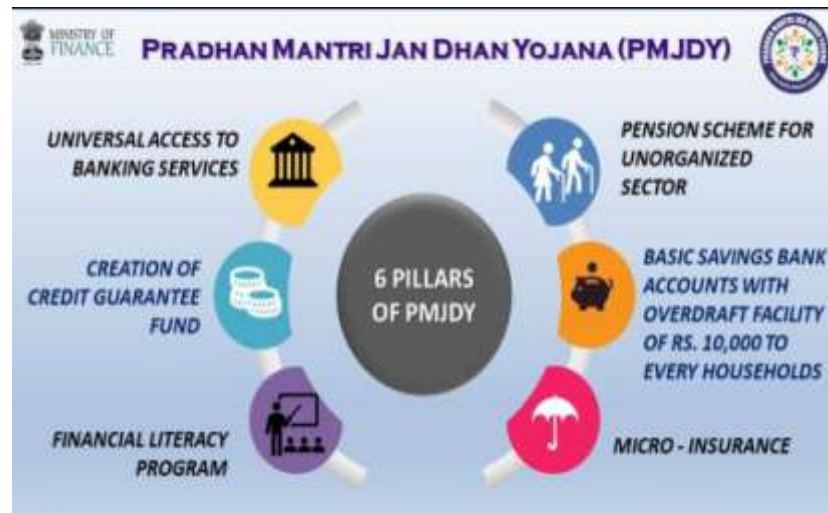 MINISTRY OF
FINANCE
PRADHAN MANTRI JAN DHAN YOJANA (PMJDY)
UNIVERSAL ACCESS TO
BANKING SERVICES
CREATION OF
CREDIT GUARANTEE
FUND
FINANCIAL LITERACY
PROGRAM
6 PILLARS
OF PMJDY
PENSION SCHEME FOR
UNORGANIZED
SECTOR
BASIC SAVINGS BANK
ACCOUNTS WITH
OVERDRAFT FACILITY
OF RS. 10,000 TO
EVERY HOUSEHOLDS
MICRO - INSURANCE